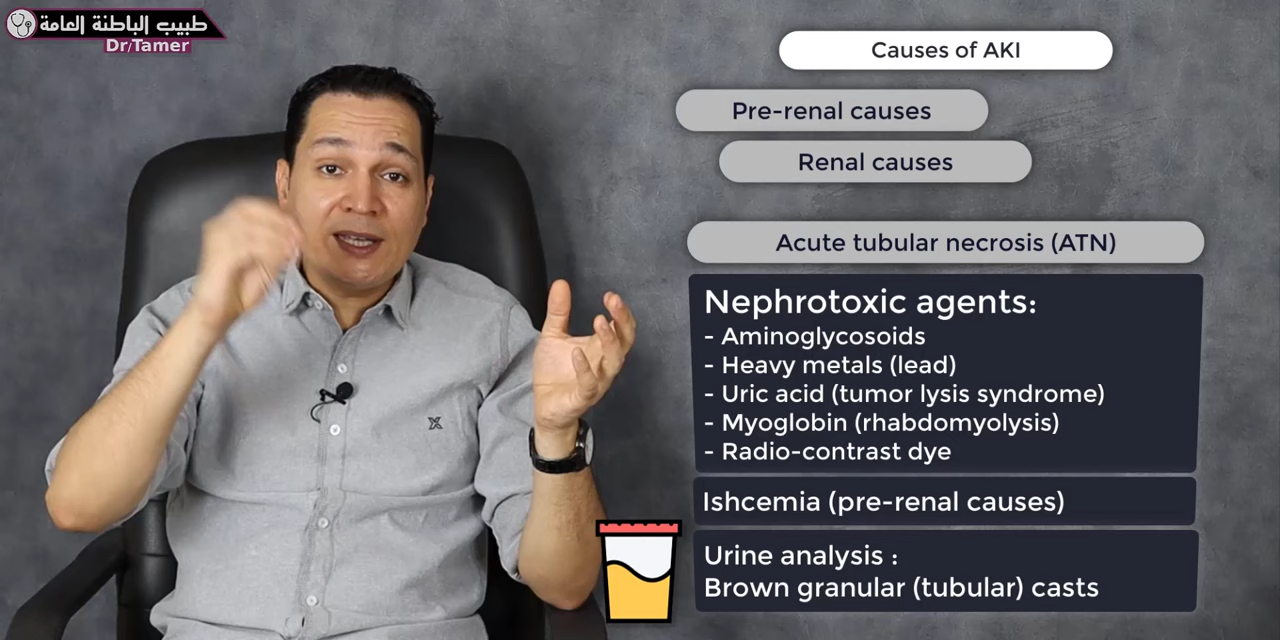 طبيب الباطنة العامة
Dr/Tamer
Causes of AKI
Pre-renal causes
Renal causes
Acute tubular necrosis (ATN)
Nephrotoxic agents:
- Aminoglycosoids
- Heavy metals (lead)
- Uric acid (tumor lysis syndrome)
- Myoglobin (rhabdomyolysis)
- Radio-contrast dye
Ishcemia (pre-renal causes)
Urine analysis :
Brown granular (tubular) casts